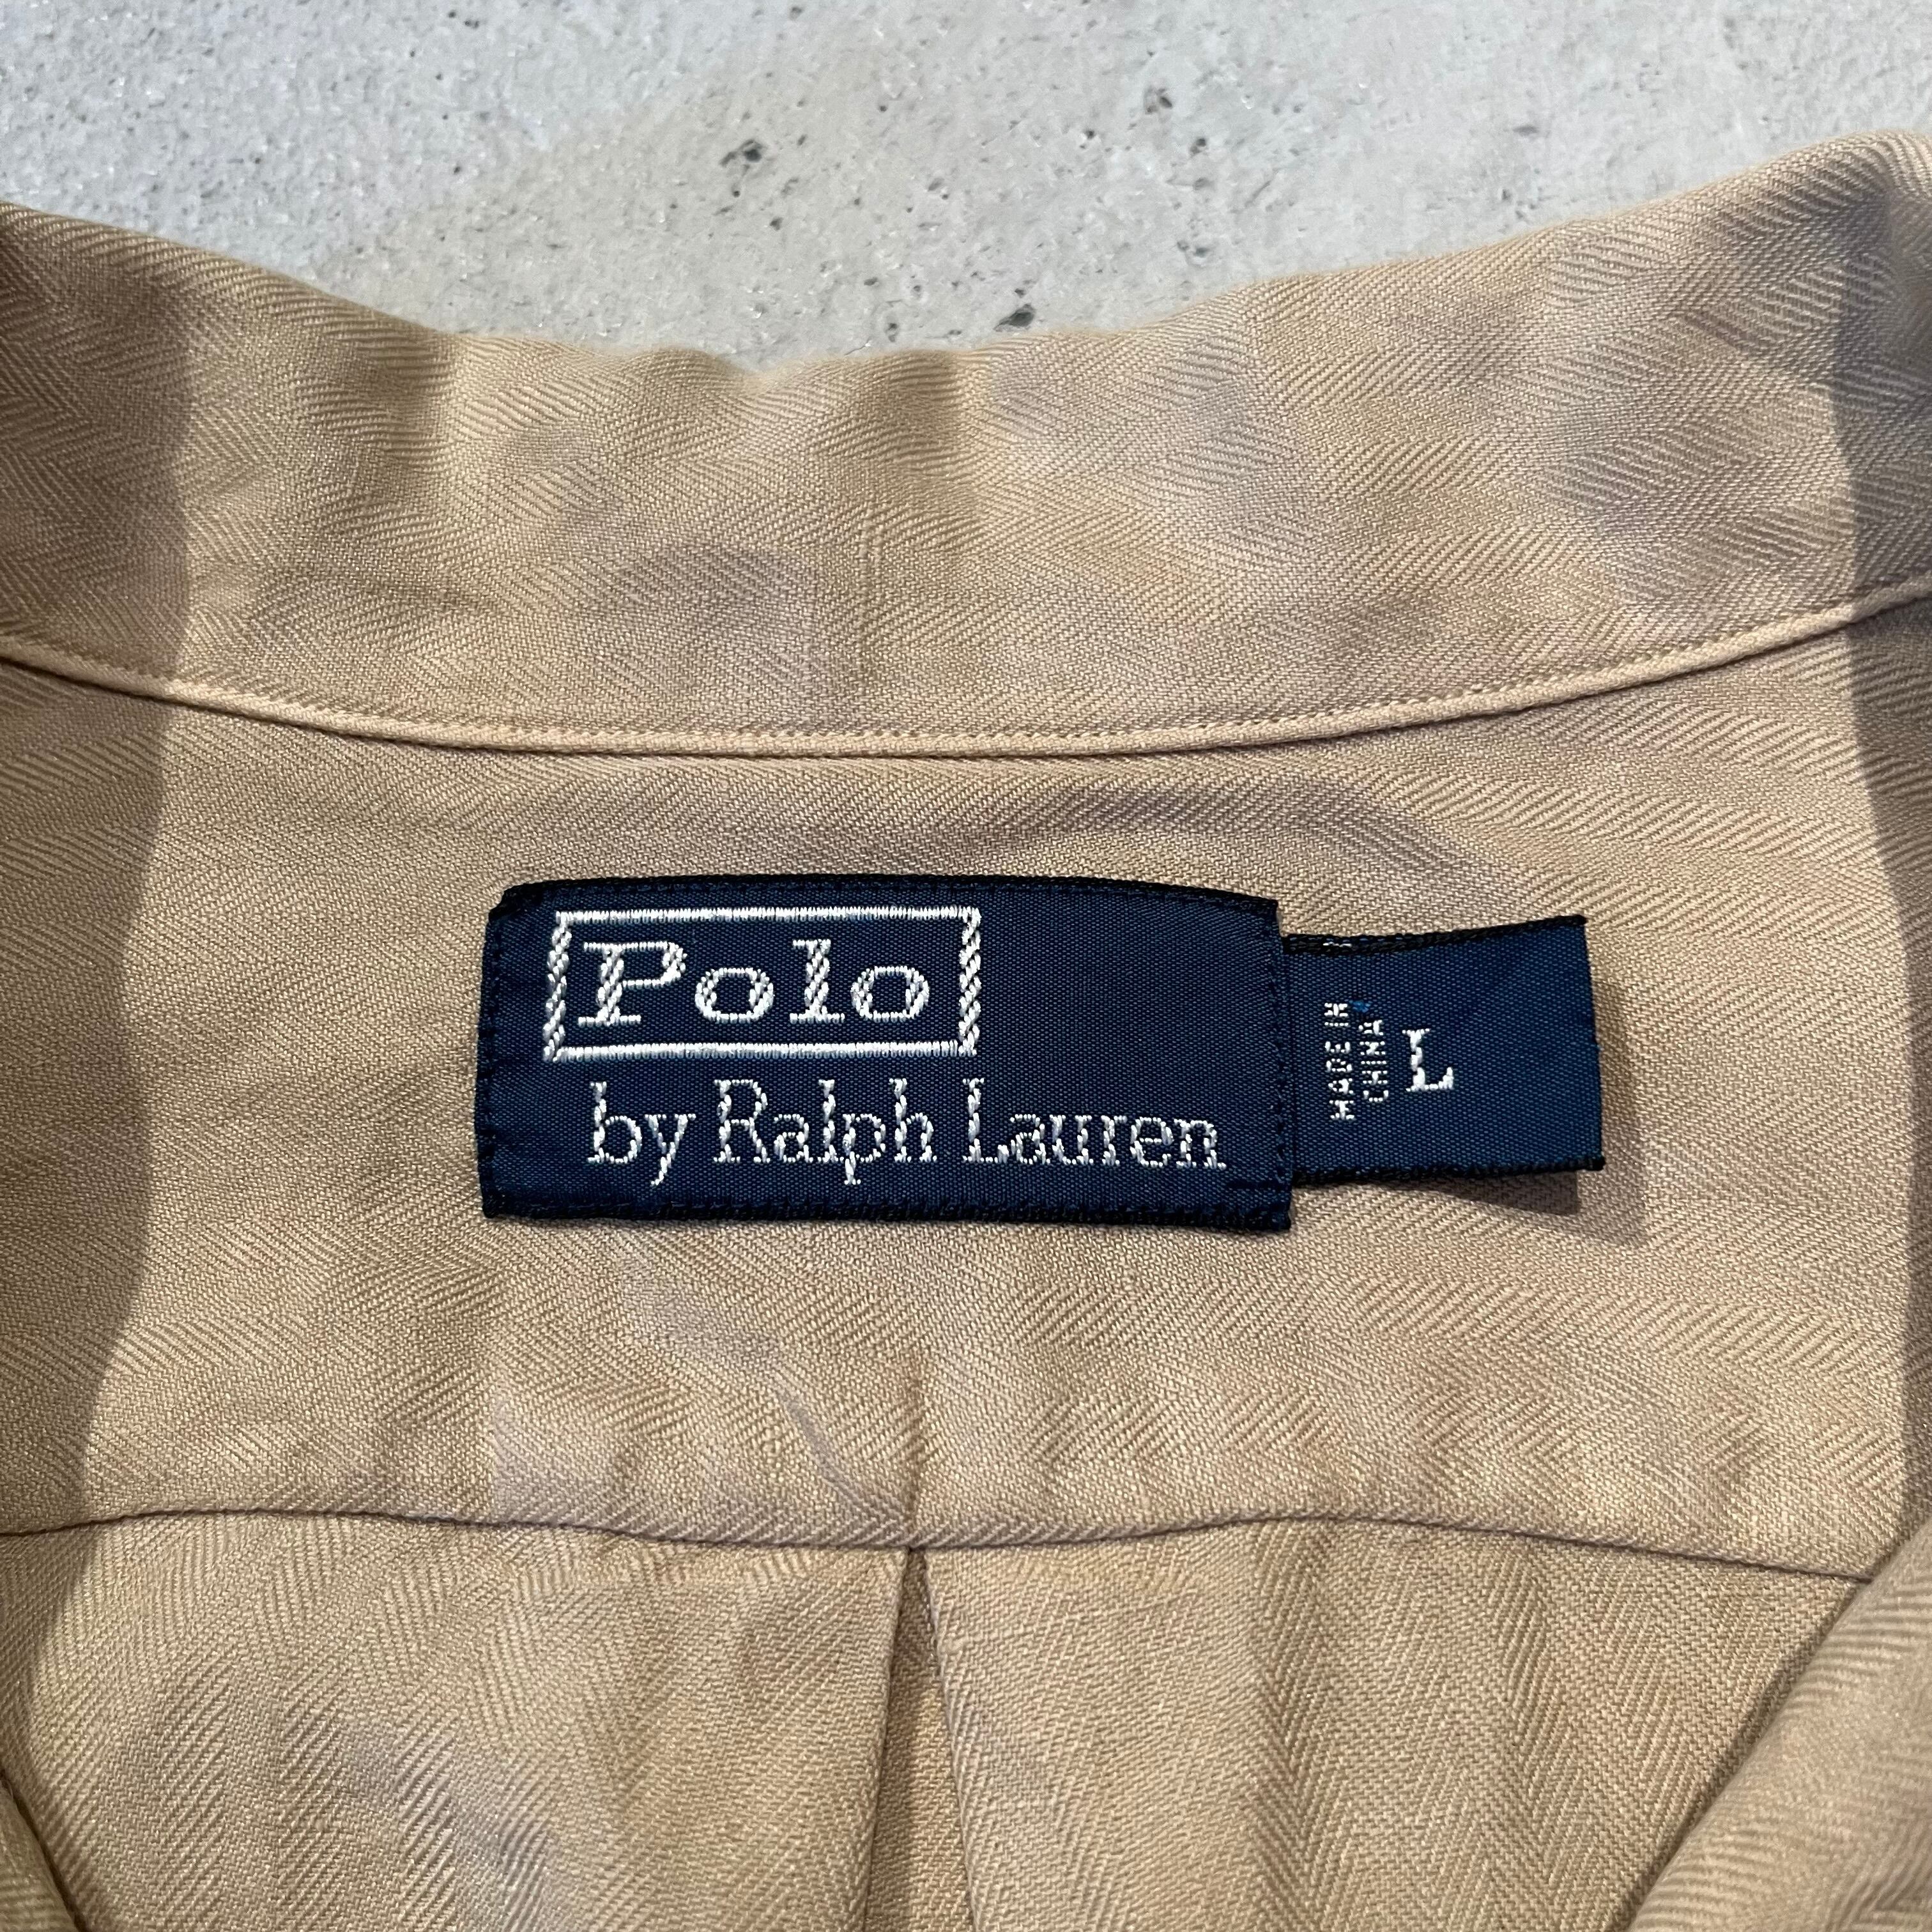 Polo
by Ralph Lauren
MADE IN
CHINA
L